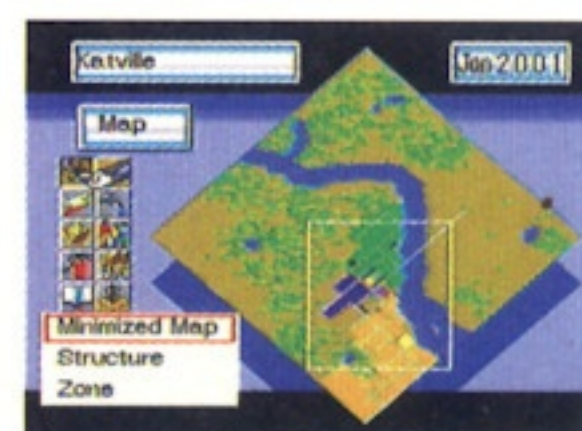 Katville
Jan 2001
Map
Minimized Map
Structure
Zone